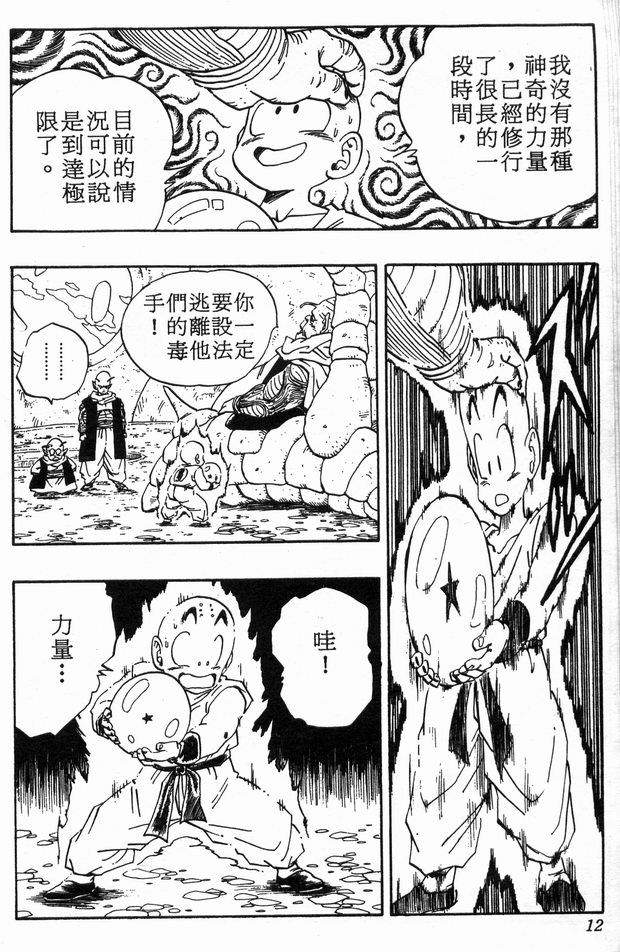 我沒有那種
神奇的力量
，已經修行
了很長的一
段時間，
目前的情
況可以說
是到達極
限了。
你一定
要設法
逃離他
們的毒
手！
⋯⋯⋯
哇！
力量⋯
12